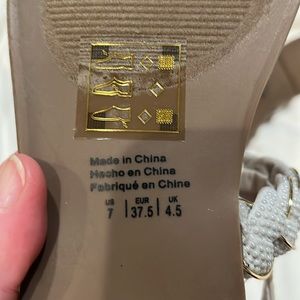 Made in China
Hecho en China
Fabriqué en Chine
US EUR UK
7 37.5 4.5